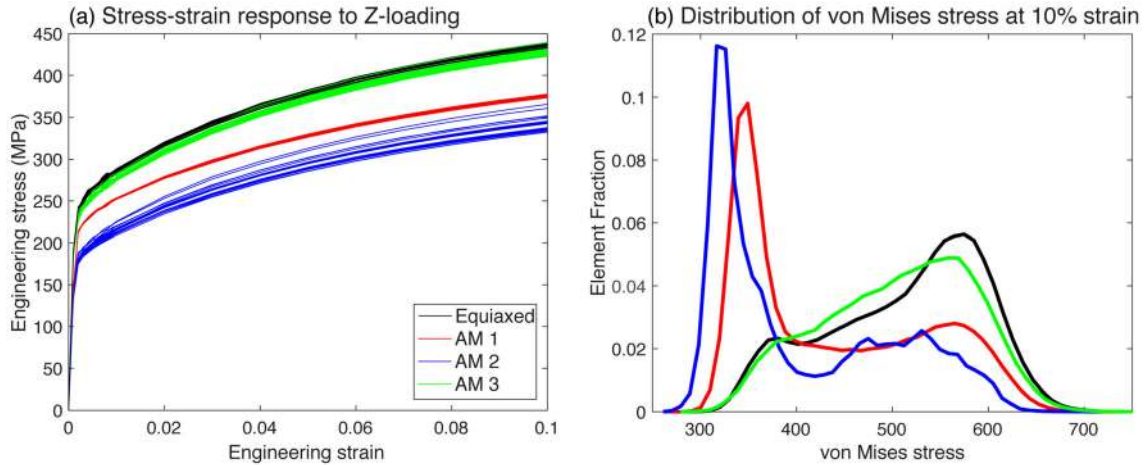 (a) Stress-strain response to Z-loading
Engineering stress (MPa)
450
400
350
300
250
200
150
100
50
0
0
0.02
0.04
0.06
0.08
0.1
Engineering strain
Equiaxed
AM 1
AM 2
AM 3
(b) Distribution of von Mises stress at 10% strain
Element Fraction
0.12
0.1
0.08
0.06
0.04
0.02
0
300
400
500
600
700
von Mises stress